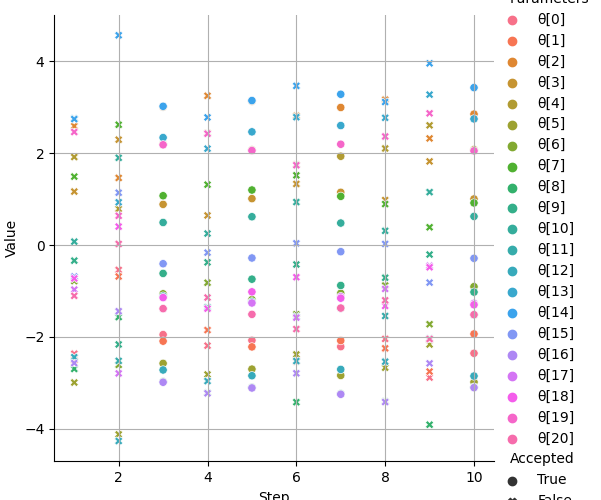 Parameters
θ[0]
θ[1]
θ[2]
θ[3]
θ[4]
θ[5]
θ[6]
θ[7]
θ[8]
θ[9]
θ[10]
θ[11]
θ[12]
θ[13]
θ[14]
θ[15]
θ[16]
θ[17]
θ[18]
θ[19]
θ[20]
Accepted
True
False
4
2
0
−2
−4
Value
2
4
6
8
10
Step